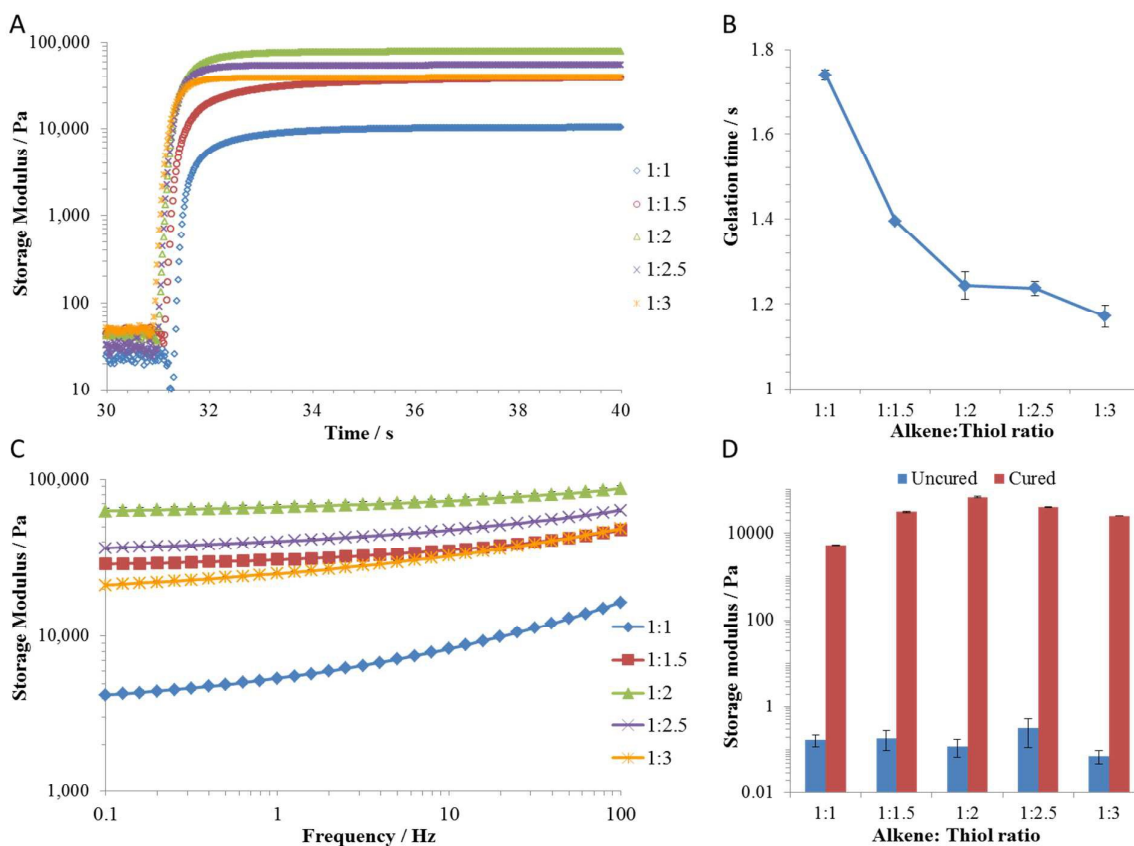 A
100,000
10,000
1,000
100
10
Storage Modulus / Pa
30 32 34 36 38 40
Time / s
1:1
1:1.5
1:2
1:2.5
1:3
B
1.8
1.6
1.4
1.2
1
Gelation time / s
1:1 1:1.5 1:2 1:2.5 1:3
Alkene:Thiol ratio
C
100,000
10,000
1,000
Storage Modulus / Pa
0.1 1 10 100
Frequency / Hz
1:1
1:1.5
1:2
1:2.5
1:3
D
Uncured Cured
10000
100
1
0.01
Storage modulus / Pa
1:1 1:1.5 1:2 1:2.5 1:3
Alkene: Thiol ratio